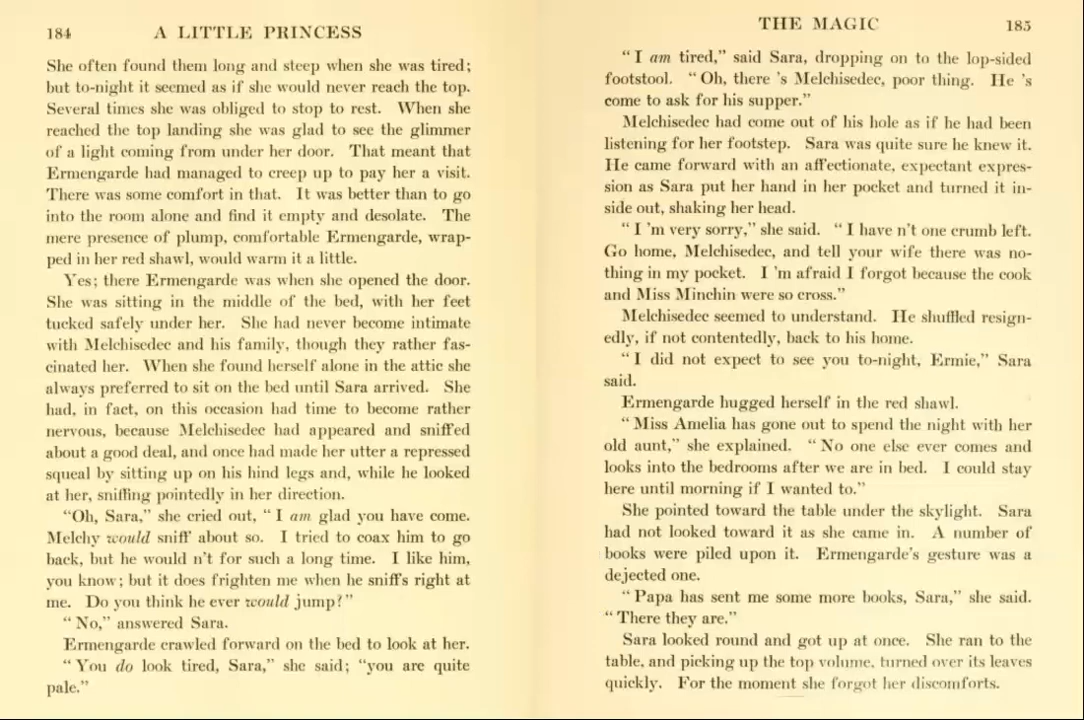 184
A LITTLE PRINCESS
She often found them long and steep when she was tired;
but to-night it seemed as if she would never reach the top.
Several times she was obliged to stop to rest. When she
reached the top landing she was glad to see the glimmer
of a light coming from under her door. That meant that
Ermengarde had managed to creep up to pay her a visit.
There was some comfort in that. It was better than to go
into the room alone and find it empty and desolate. The
mere presence of plump, comfortable Ermengarde, wrap-
ped in her red shawl, would warm it a little.
Yes; there Ermengarde was when she opened the door.
She was sitting in the middle of the bed, with her feet
tucked safely under her. She had never become intimate
with Melchisedec and his family, though they rather fas-
cinated her. When she found herself alone in the attic she
always preferred to sit on the bed until Sara arrived. She
had, in fact, on this occasion had time to become rather
nervous, because Melchisedec had appeared and sniffed
about a good deal, and once had made her utter a repressed
squeal by sitting up on his hind legs and, while he looked
at her, sniffing pointedly in her direction.
“Oh, Sara,” she cried out, “ I am glad you have come.
Melchy would sniff about so. I tried to coax him to go
back, but he would n't for such a long time. I like him,
you know; but it does frighten me when he sniffs right at
me. Do you think he ever would jump?”
“ No,” answered Sara.
Ermengarde crawled forward on the bed to look at her.
“ You do look tired, Sara,” she said; “you are quite
pale.”
THE MAGIC
185
“ I am tired,” said Sara, dropping on to the lop-sided
footstool. “ Oh, there 's Melchisedec, poor thing. He 's
come to ask for his supper.”
Melchisedec had come out of his hole as if he had been
listening for her footstep. Sara was quite sure he knew it.
He came forward with an affectionate, expectant expres-
sion as Sara put her hand in her pocket and turned it in-
side out, shaking her head.
“ I 'm very sorry,” she said. “ I have n't one crumb left.
Go home, Melchisedec, and tell your wife there was no-
thing in my pocket. I 'm afraid I forgot because the cook
and Miss Minchin were so cross.”
Melchisedec seemed to understand. He shuffled resign-
edly, if not contentedly, back to his home.
“ I did not expect to see you to-night, Ermie,” Sara
said.
Ermengarde hugged herself in the red shawl.
“ Miss Amelia has gone out to spend the night with her
old aunt,” she explained. “ No one else ever comes and
looks into the bedrooms after we are in bed. I could stay
here until morning if I wanted to.”
She pointed toward the table under the skylight. Sara
had not looked toward it as she came in. A number of
books were piled upon it. Ermengarde's gesture was a
dejected one.
“ Papa has sent me some more books, Sara,” she said.
“ There they are.”
Sara looked round and got up at once. She ran to the
table, and picking up the top volume, turned over its leaves
quickly. For the moment she forgot her discomforts.